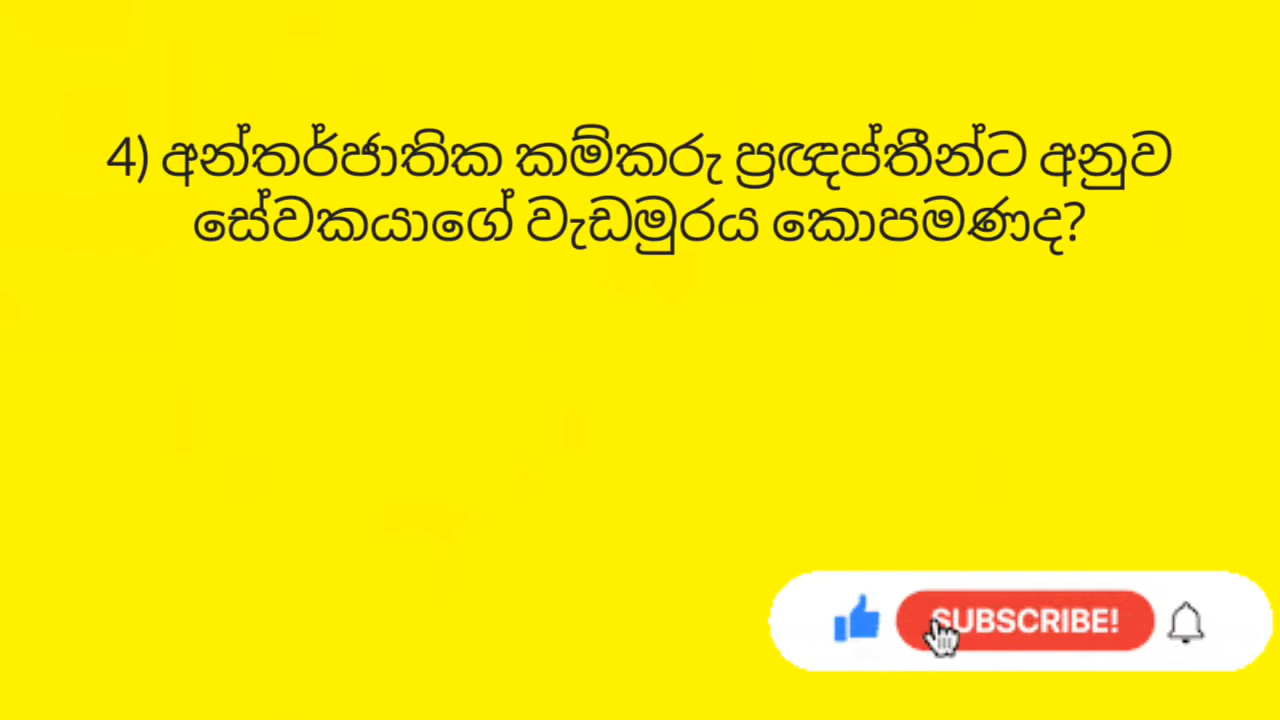 4) අන්තර්ජාතික කම්කරු ප්‍රඥප්තීන්ට අනුව
සේවකයාගේ වැඩමුරය කොපමණද?
SUBSCRIBE!